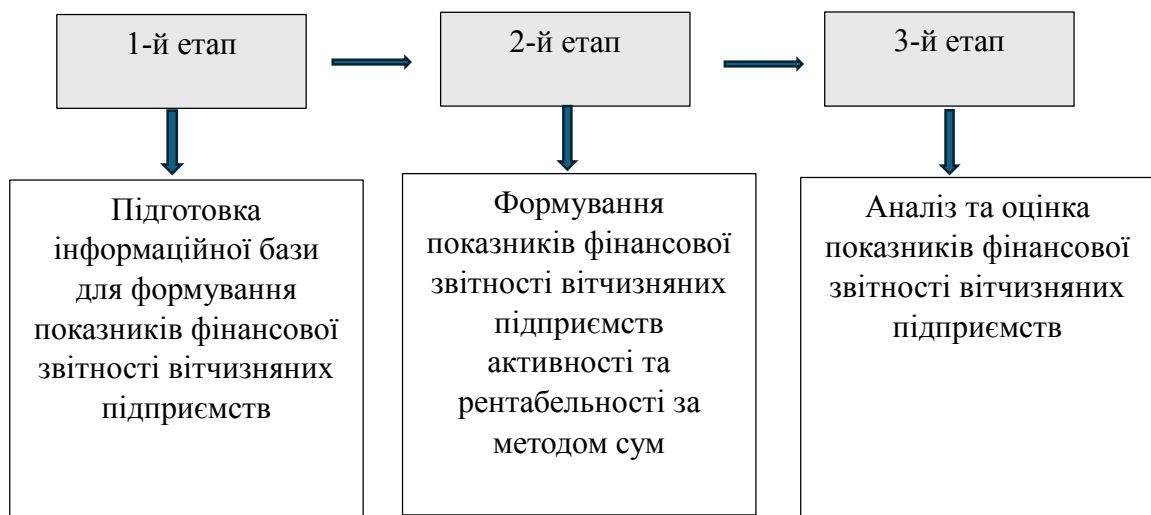 1-й етап
2-й етап
3-й етап
Підготовка
інформаційної бази
для формування
показників фінансової
звітності вітчизняних
підприємств
Формування
показників фінансової
звітності вітчизняних
підприємств
активності та
рентабельності за
методом сум
Аналіз та оцінка
показників фінансової
звітності вітчизняних
підприємств